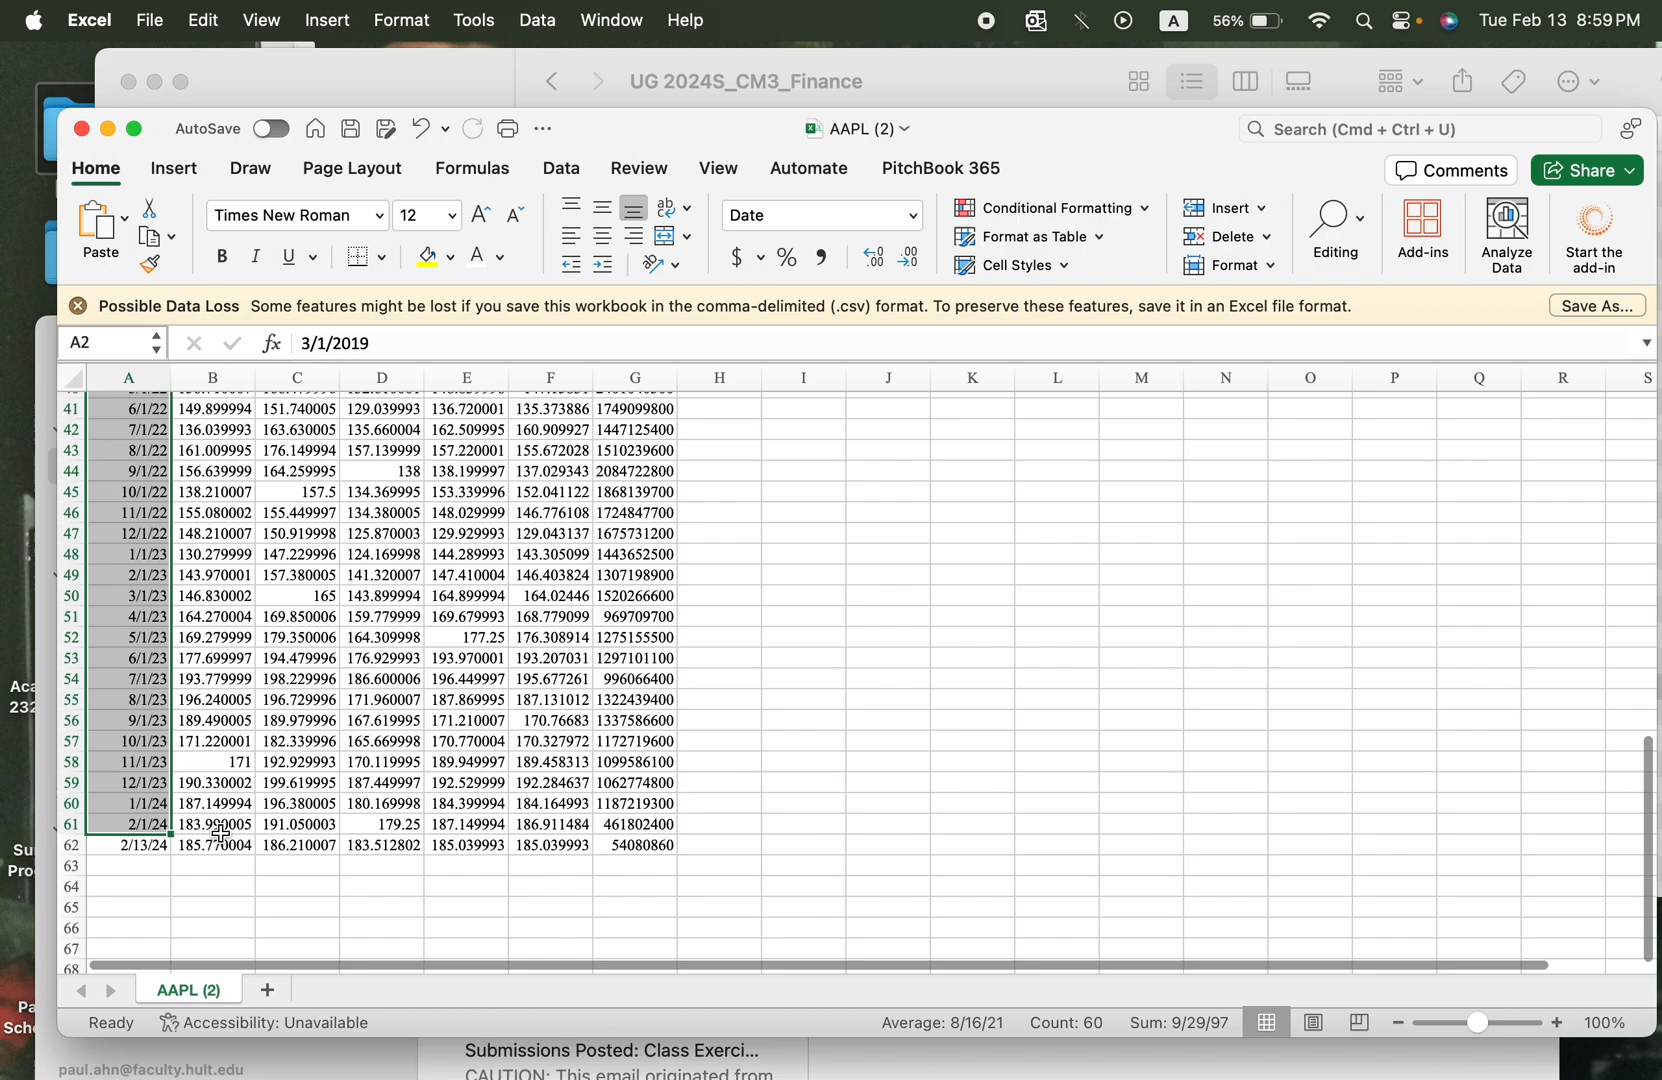 Excel File Edit View Insert Format Tools Data Window Help A 56% Tue Feb 13 8:59 PM
UG 2024S_CM3_Finance
AutoSave AAPL (2) Search (Cmd + Ctrl + U)
Home Insert Draw Page Layout Formulas Data Review View Automate PitchBook 365 Comments Share
Paste Times New Roman 12 Date Conditional Formatting Format as Table Cell Styles Insert Delete Format Editing Add-ins Analyze Data Start the add-in
Possible Data Loss Some features might be lost if you save this workbook in the comma-delimited (.csv) format. To preserve these features, save it in an Excel file format. Save As...
A2 fx 3/1/2019
A B C D E F G H I J K L M N O P Q R S
41 6/1/22 149.899994 151.740005 129.039993 136.720001 135.373886 1749099800
42 7/1/22 136.039993 163.630005 135.660004 162.509995 160.909927 1447125400
43 8/1/22 161.009995 176.149994 157.139999 157.220001 155.672028 1510239600
44 9/1/22 156.639999 164.259995 138 138.199997 137.029343 2084722800
45 10/1/22 138.210007 157.5 134.369995 153.339996 152.041122 1868139700
46 11/1/22 155.080002 155.449997 134.380005 148.029999 146.776108 1724847700
47 12/1/22 148.210007 150.919998 125.870003 129.929993 129.043137 1675731200
48 1/1/23 130.279999 147.229996 124.169998 144.289993 143.305099 1443652500
49 2/1/23 143.970001 157.380005 141.320007 147.410004 146.403824 1307198900
50 3/1/23 146.830002 165 143.899994 164.899994 164.02446 1520266600
51 4/1/23 164.270004 169.850006 159.779999 169.679993 168.779099 969709700
52 5/1/23 169.279999 179.350006 164.309998 177.25 176.308914 1275155500
53 6/1/23 177.699997 194.479996 176.929993 193.970001 193.207031 1297101100
54 7/1/23 193.779999 198.229996 186.600006 196.449997 195.677261 996066400
55 8/1/23 196.240005 196.729996 171.960007 187.869995 187.131012 1322439400
56 9/1/23 189.490005 189.979996 167.619995 171.210007 170.76683 1337586600
57 10/1/23 171.220001 182.339996 165.669998 170.770004 170.327972 1172719600
58 11/1/23 171 192.929993 170.119995 189.949997 189.458313 1099586100
59 12/1/23 190.330002 199.619995 187.449997 192.529999 192.284637 1062774800
60 1/1/24 187.149994 196.380005 180.169998 184.399994 184.164993 1187219300
61 2/1/24 191.050003 179.25 187.149994 186.911484 461802400
62 2/13/24 185.770004 186.210007 183.512802 185.039993 185.039993 54080860
63
64
65
66
67
68
AAPL (2)
Ready Accessibility: Unavailable Average: 8/16/21 Count: 60 Sum: 9/29/97 100%
Submissions Posted: Class Exerci...
paul.ahn@faculty.hult.edu CAUTION: This email originated from